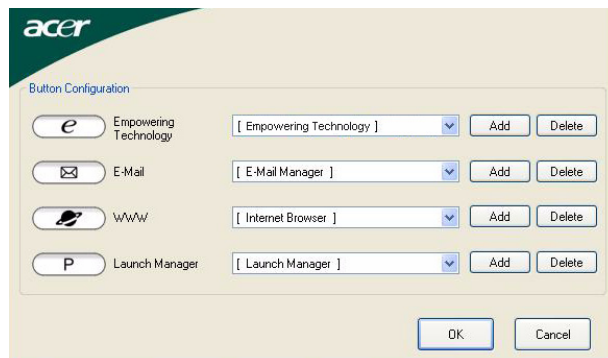 acer
Button Configuration
e Empowering Technology [ Empowering Technology ] Add Delete
E-Mail [ E-Mail Manager ] Add Delete
WWW [ Internet Browser ] Add Delete
P Launch Manager [ Launch Manager ] Add Delete
OK Cancel